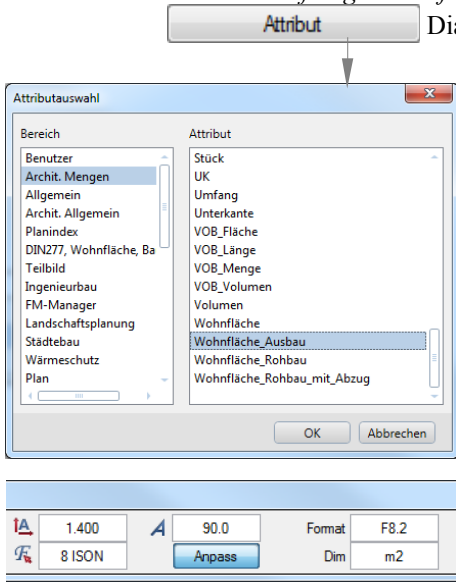 Attribut
Dia
Attributauswahl
Bereich
Attribut
Benutzer
Archit. Mengen
Allgemein
Archit. Allgemein
Planindex
DIN277, Wohnfläche, Ba
Teilbild
Ingenieurbau
FM-Manager
Landschaftsplanung
Städtebau
Wärmeschutz
Plan
Stück
UK
Umfang
Unterkante
VOB_Fläche
VOB_Länge
VOB_Menge
VOB_Volumen
Volumen
Wohnfläche
Wohnfläche_Ausbau
Wohnfläche_Rohbau
Wohnfläche_Rohbau_mit_Abzug
OK Abbrechen
1.400 90.0 Format F8.2
8 ISON Anpass Dim m2